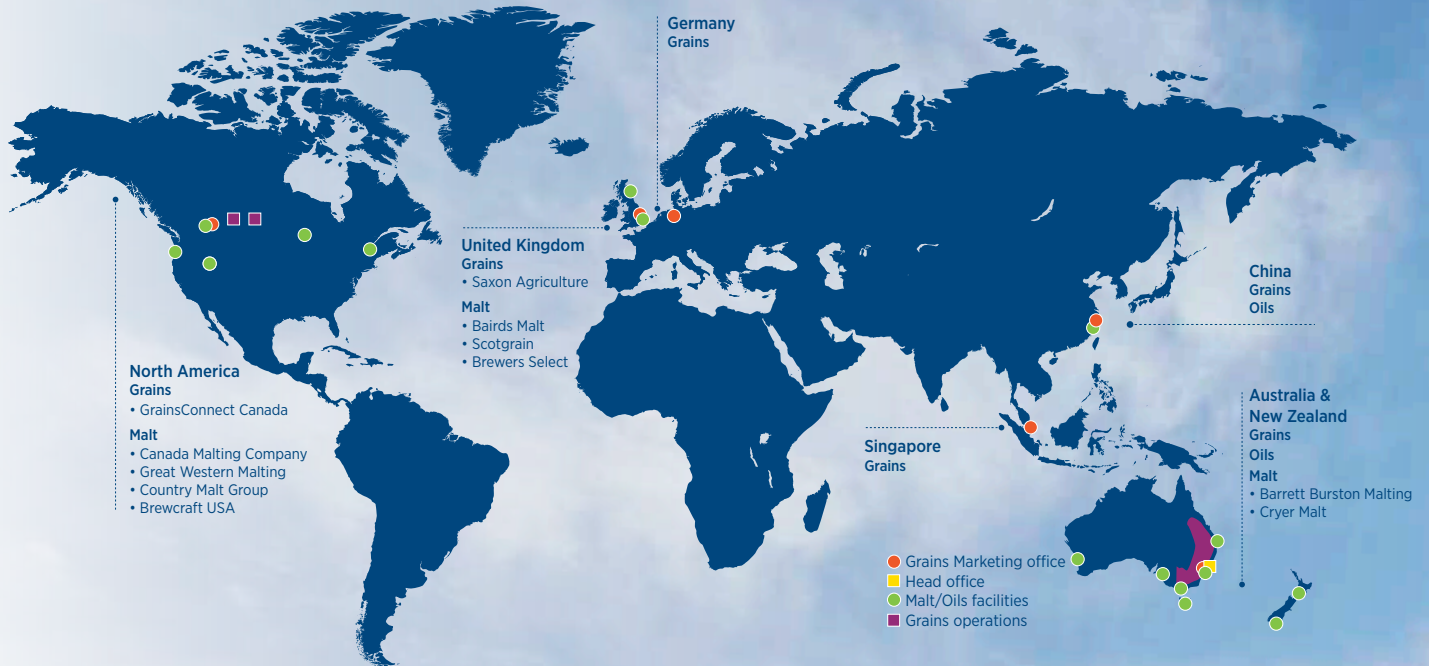 Germany
Grains
United Kingdom
Grains
• Saxon Agriculture
Malt
• Bairds Malt
• Scotgrain
• Brewers Select
China
Grains
Oils
North America
Grains
• GrainsConnect Canada
Malt
• Canada Malting Company
• Great Western Malting
• Country Malt Group
• Brewcraft USA
Singapore
Grains
Australia &
New Zealand
Grains
Oils
Malt
• Barrett Burston Malting
• Cryer Malt
Grains Marketing office
Head office
Malt/Oils facilities
Grains operations